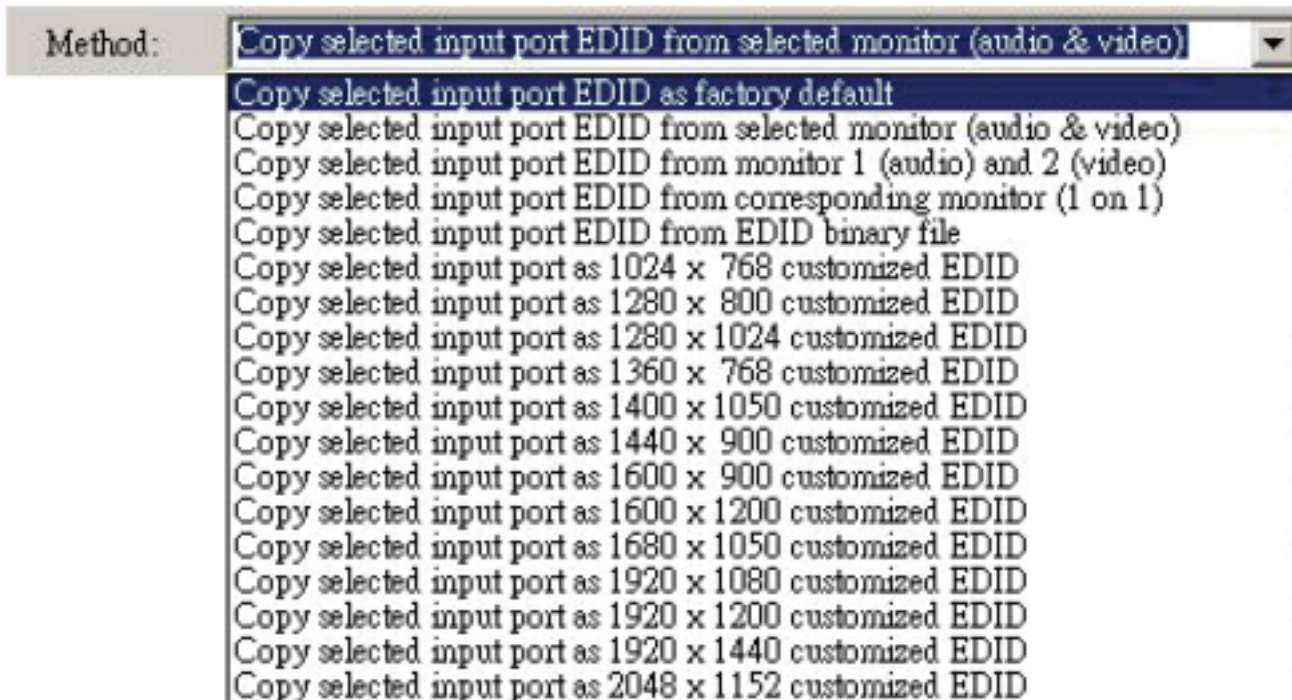 Method: Copy selected input port EDID from selected monitor (audio & video)
Copy selected input port EDID as factory default
Copy selected input port EDID from selected monitor (audio & video)
Copy selected input port EDID from monitor 1 (audio) and 2 (video)
Copy selected input port EDID from corresponding monitor (1 on 1)
Copy selected input port EDID from EDID binary file
Copy selected input port as 1024 x 768 customized EDID
Copy selected input port as 1280 x 800 customized EDID
Copy selected input port as 1280 x 1024 customized EDID
Copy selected input port as 1360 x 768 customized EDID
Copy selected input port as 1400 x 1050 customized EDID
Copy selected input port as 1440 x 900 customized EDID
Copy selected input port as 1600 x 900 customized EDID
Copy selected input port as 1600 x 1200 customized EDID
Copy selected input port as 1680 x 1050 customized EDID
Copy selected input port as 1920 x 1080 customized EDID
Copy selected input port as 1920 x 1200 customized EDID
Copy selected input port as 1920 x 1440 customized EDID
Copy selected input port as 2048 x 1152 customized EDID